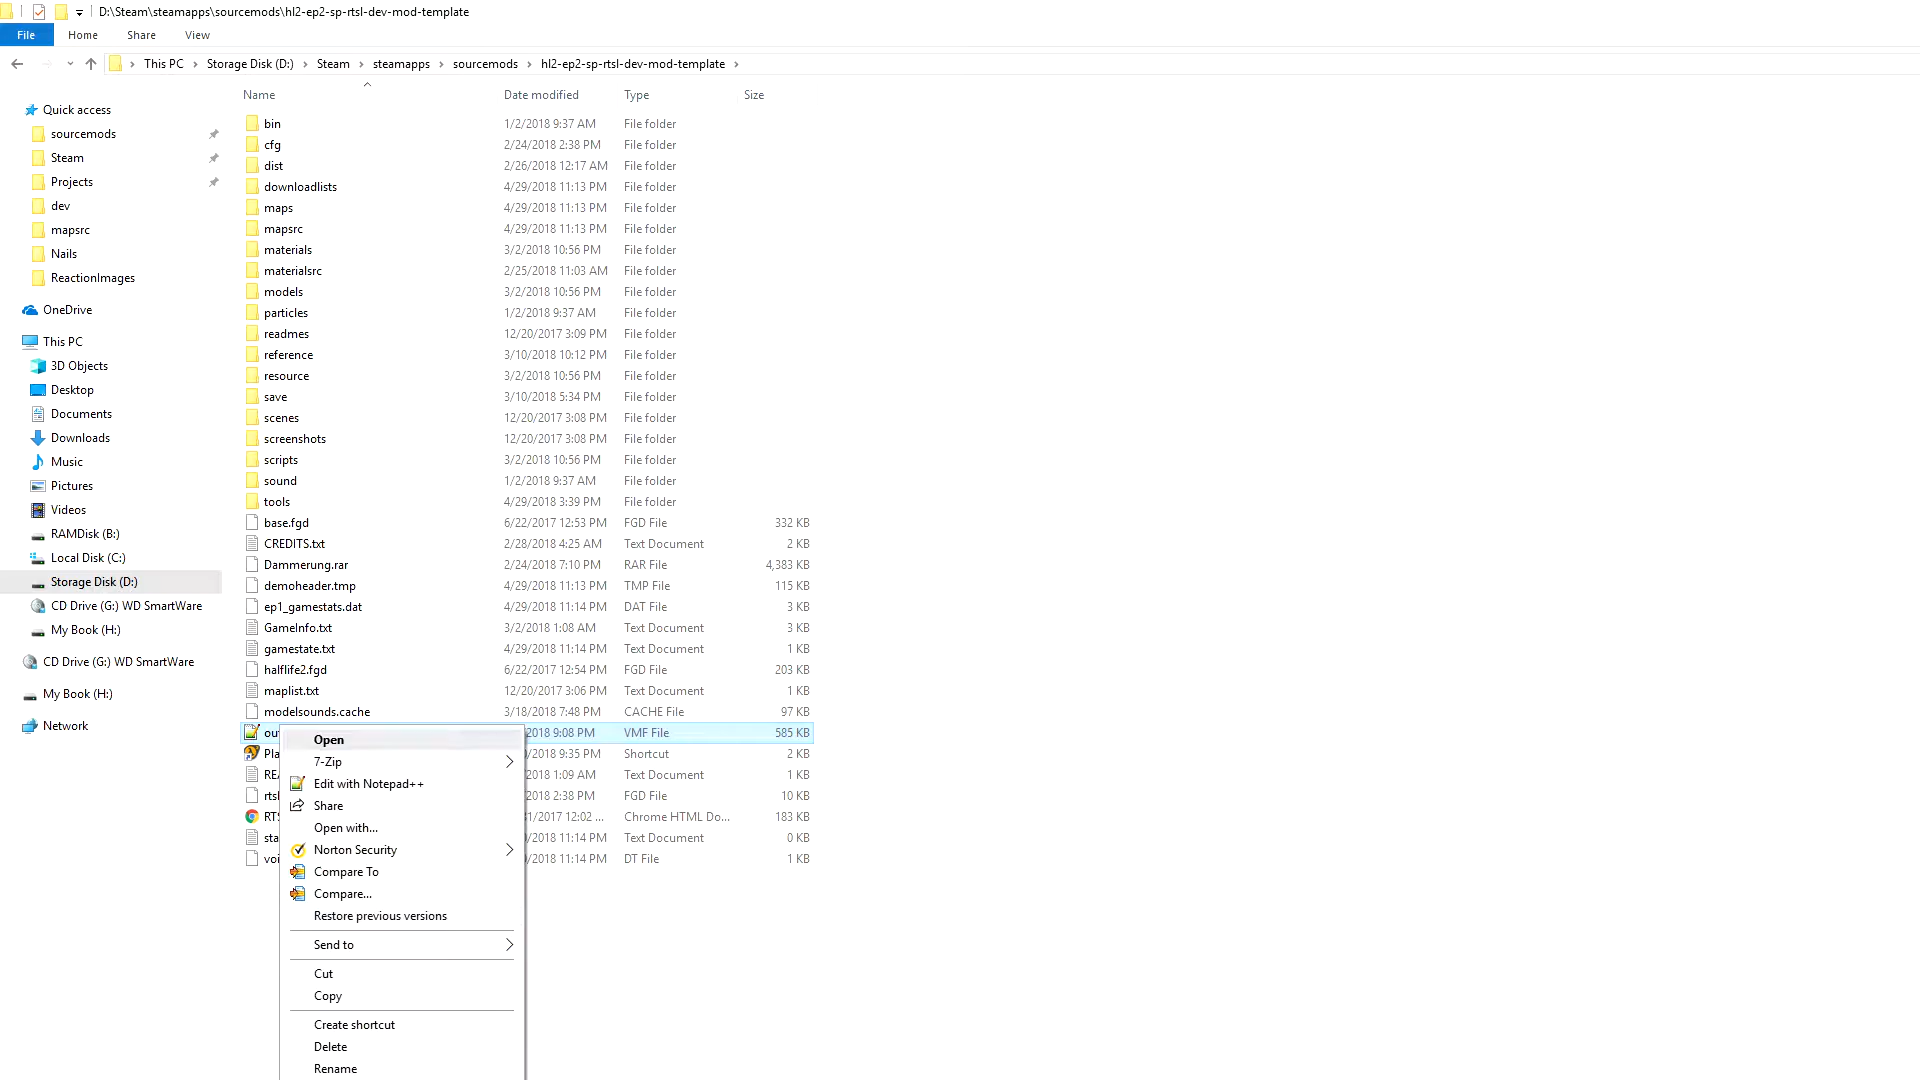 D:\Steam\steamapps\sourcemods\hl2-ep2-sp-rtsl-dev-mod-template
File Home Share View
This PC Storage Disk (D:) Steam steamapps sourcemods hl2-ep2-sp-rtsl-dev-mod-template
Name Date modified Type Size
Quick access
sourcemods
Steam
Projects
dev
mapsrc
Nails
ReactionImages
OneDrive
This PC
3D Objects
Desktop
Documents
Downloads
Music
Pictures
Videos
RAMDisk (B:)
Local Disk (C:)
Storage Disk (D:)
CD Drive (G:) WD SmartWare
My Book (H:)
CD Drive (G:) WD SmartWare
My Book (H:)
Network
bin 1/2/2018 9:37 AM File folder
cfg 2/24/2018 2:38 PM File folder
dist 2/26/2018 12:17 AM File folder
downloadlists 4/29/2018 11:13 PM File folder
maps 4/29/2018 11:13 PM File folder
mapsrc 4/29/2018 11:13 PM File folder
materials 3/2/2018 10:56 PM File folder
materialsrc 2/25/2018 11:03 AM File folder
models 3/2/2018 10:56 PM File folder
particles 1/2/2018 9:37 AM File folder
readmes 12/20/2017 3:09 PM File folder
reference 3/10/2018 10:12 PM File folder
resource 3/2/2018 10:56 PM File folder
save 3/10/2018 5:34 PM File folder
scenes 12/20/2017 3:08 PM File folder
screenshots 12/20/2017 3:08 PM File folder
scripts 3/2/2018 10:56 PM File folder
sound 1/2/2018 9:37 AM File folder
tools 4/29/2018 3:39 PM File folder
base.fgd 6/22/2017 12:53 PM FGD File 332 KB
CREDITS.txt 2/28/2018 4:25 AM Text Document 2 KB
Dammerung.rar 2/24/2018 7:10 PM RAR File 4,383 KB
demoheader.tmp 4/29/2018 11:13 PM TMP File 115 KB
ep1_gamestats.dat 4/29/2018 11:14 PM DAT File 3 KB
GameInfo.txt 3/2/2018 1:08 AM Text Document 3 KB
gamestate.txt 4/29/2018 11:14 PM Text Document 1 KB
halflife2.fgd 6/22/2017 12:54 PM FGD File 203 KB
maplist.txt 12/20/2017 3:06 PM Text Document 1 KB
modelsounds.cache 3/18/2018 7:48 PM CACHE File 97 KB
ou /2018 9:08 PM VMF File 585 KB
Pla /2018 9:35 PM Shortcut 2 KB
REA /2018 1:09 AM Text Document 1 KB
rtsl /2018 2:38 PM FGD File 10 KB
RTS 31/2017 12:02 ... Chrome HTML Do... 183 KB
sta /2018 11:14 PM Text Document 0 KB
voi /2018 11:14 PM DT File 1 KB
Open
7-Zip
Edit with Notepad++
Share
Open with...
Norton Security
Compare To
Compare...
Restore previous versions
Send to
Cut
Copy
Create shortcut
Delete
Rename